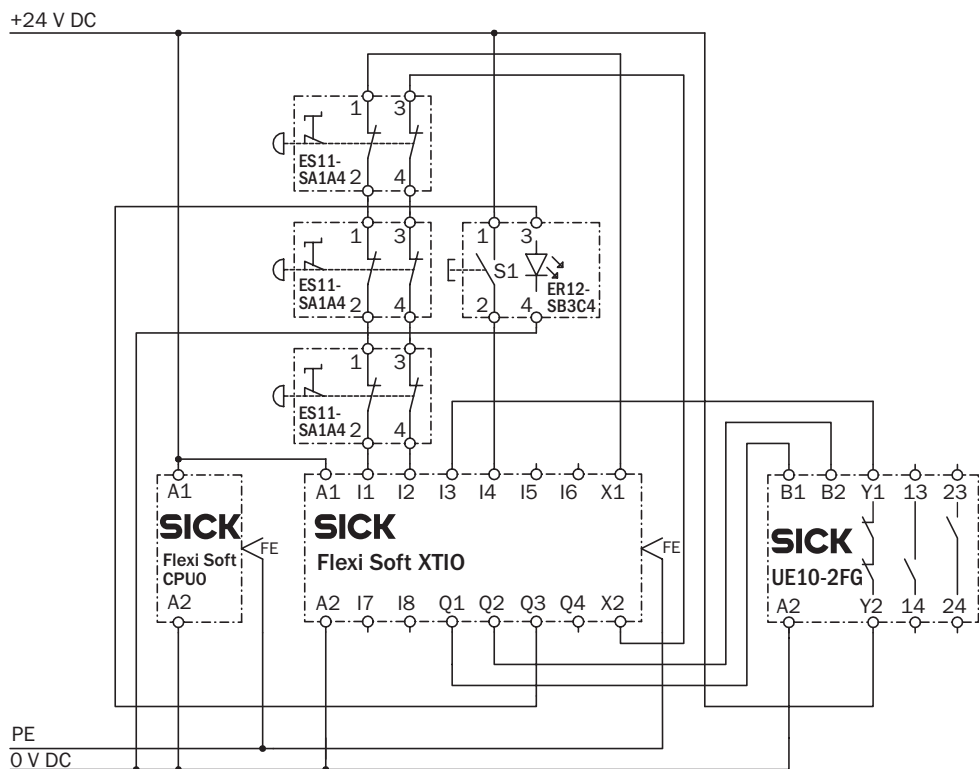 +24 V DC
1 3
ES11-
SA1A4 2 4
1 3
ES11-
SA1A4 2 4
1 3
S1
ER12-
SB3C4
2 4
1 3
ES11-
SA1A4 2 4
A1
SICK
Flexi Soft
CPU0
A2
FE
A1 I1 I2 I3 I4 I5 I6 X1
SICK
Flexi Soft XTIO
A2 I7 I8 Q1 Q2 Q3 Q4 X2
FE
B1 B2 Y1 13 23
SICK
UE10-2FG
A2 Y2 14 24
PE
0 V DC